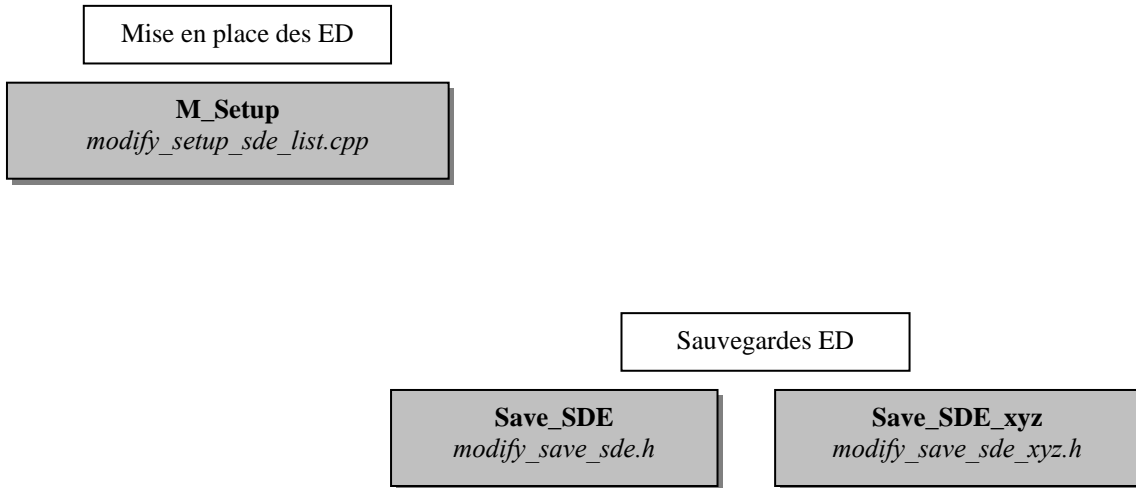 Mise en place des ED
M_Setup
modify_setup_sde_list.cpp
Sauvegardes ED
Save_SDE
modify_save_sde.h
Save_SDE_xyz
modify_save_sde_xyz.h